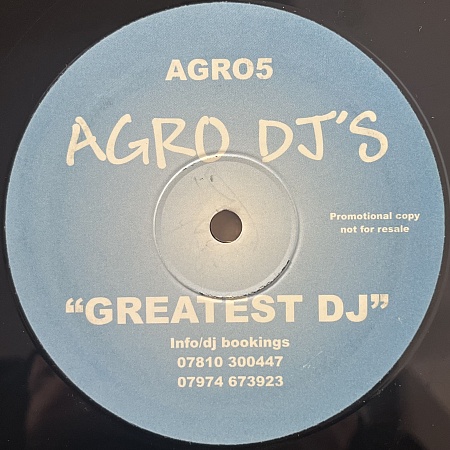 AGRO5
AGRO DJ'S
Promotional copy
not for resale
"GREATEST DJ"
Info/dj bookings
07810 300447
07974 673923